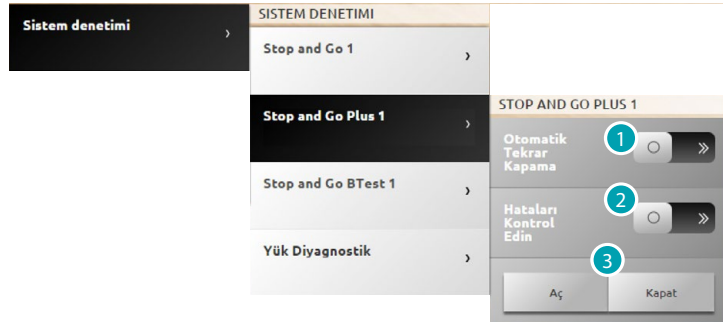 Sistem denetimi
›
SISTEM DENETIMI
Stop and Go 1
›
Stop and Go Plus 1
›
Stop and Go BTest 1
›
Yük Diyagnostik
›
STOP AND GO PLUS 1
Otomatik
Tekrar
Kapama
1
»
Hataları
Kontrol
Edin
2
»
3
Aç
Kapat